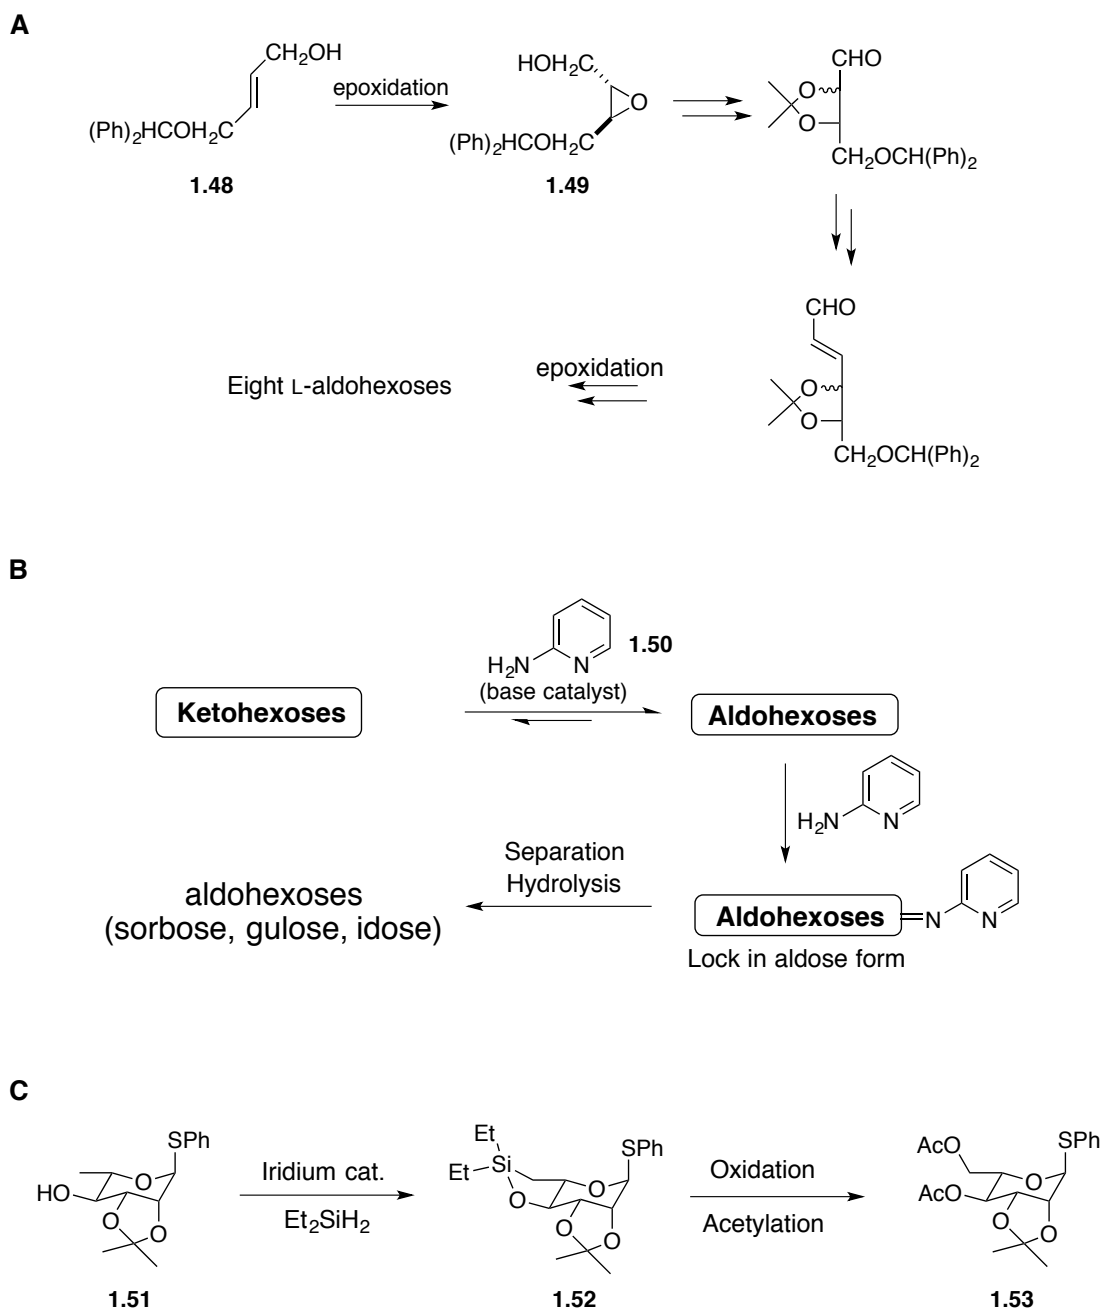 A
CH2OH
(Ph)2HCOH2C
1.48
epoxidation
HOH2C
O
(Ph)2HCOH2C
1.49
CHO
O
O
CH2OCH(Ph)2
CHO
O
O
CH2OCH(Ph)2
epoxidation
Eight L-aldohexoses
B
Ketohexoses
H2N
N
1.50
(base catalyst)
Aldohexoses
H2N
N
Aldohexoses
N
N
Lock in aldose form
Separation
Hydrolysis
aldohexoses
(sorbose, gulose, idose)
C
SPh
O
HO
O
O
1.51
Iridium cat.
Et2SiH2
Et
Et
Si
O
SPh
O
O
O
1.52
Oxidation
Acetylation
AcO
SPh
O
AcO
O
O
1.53